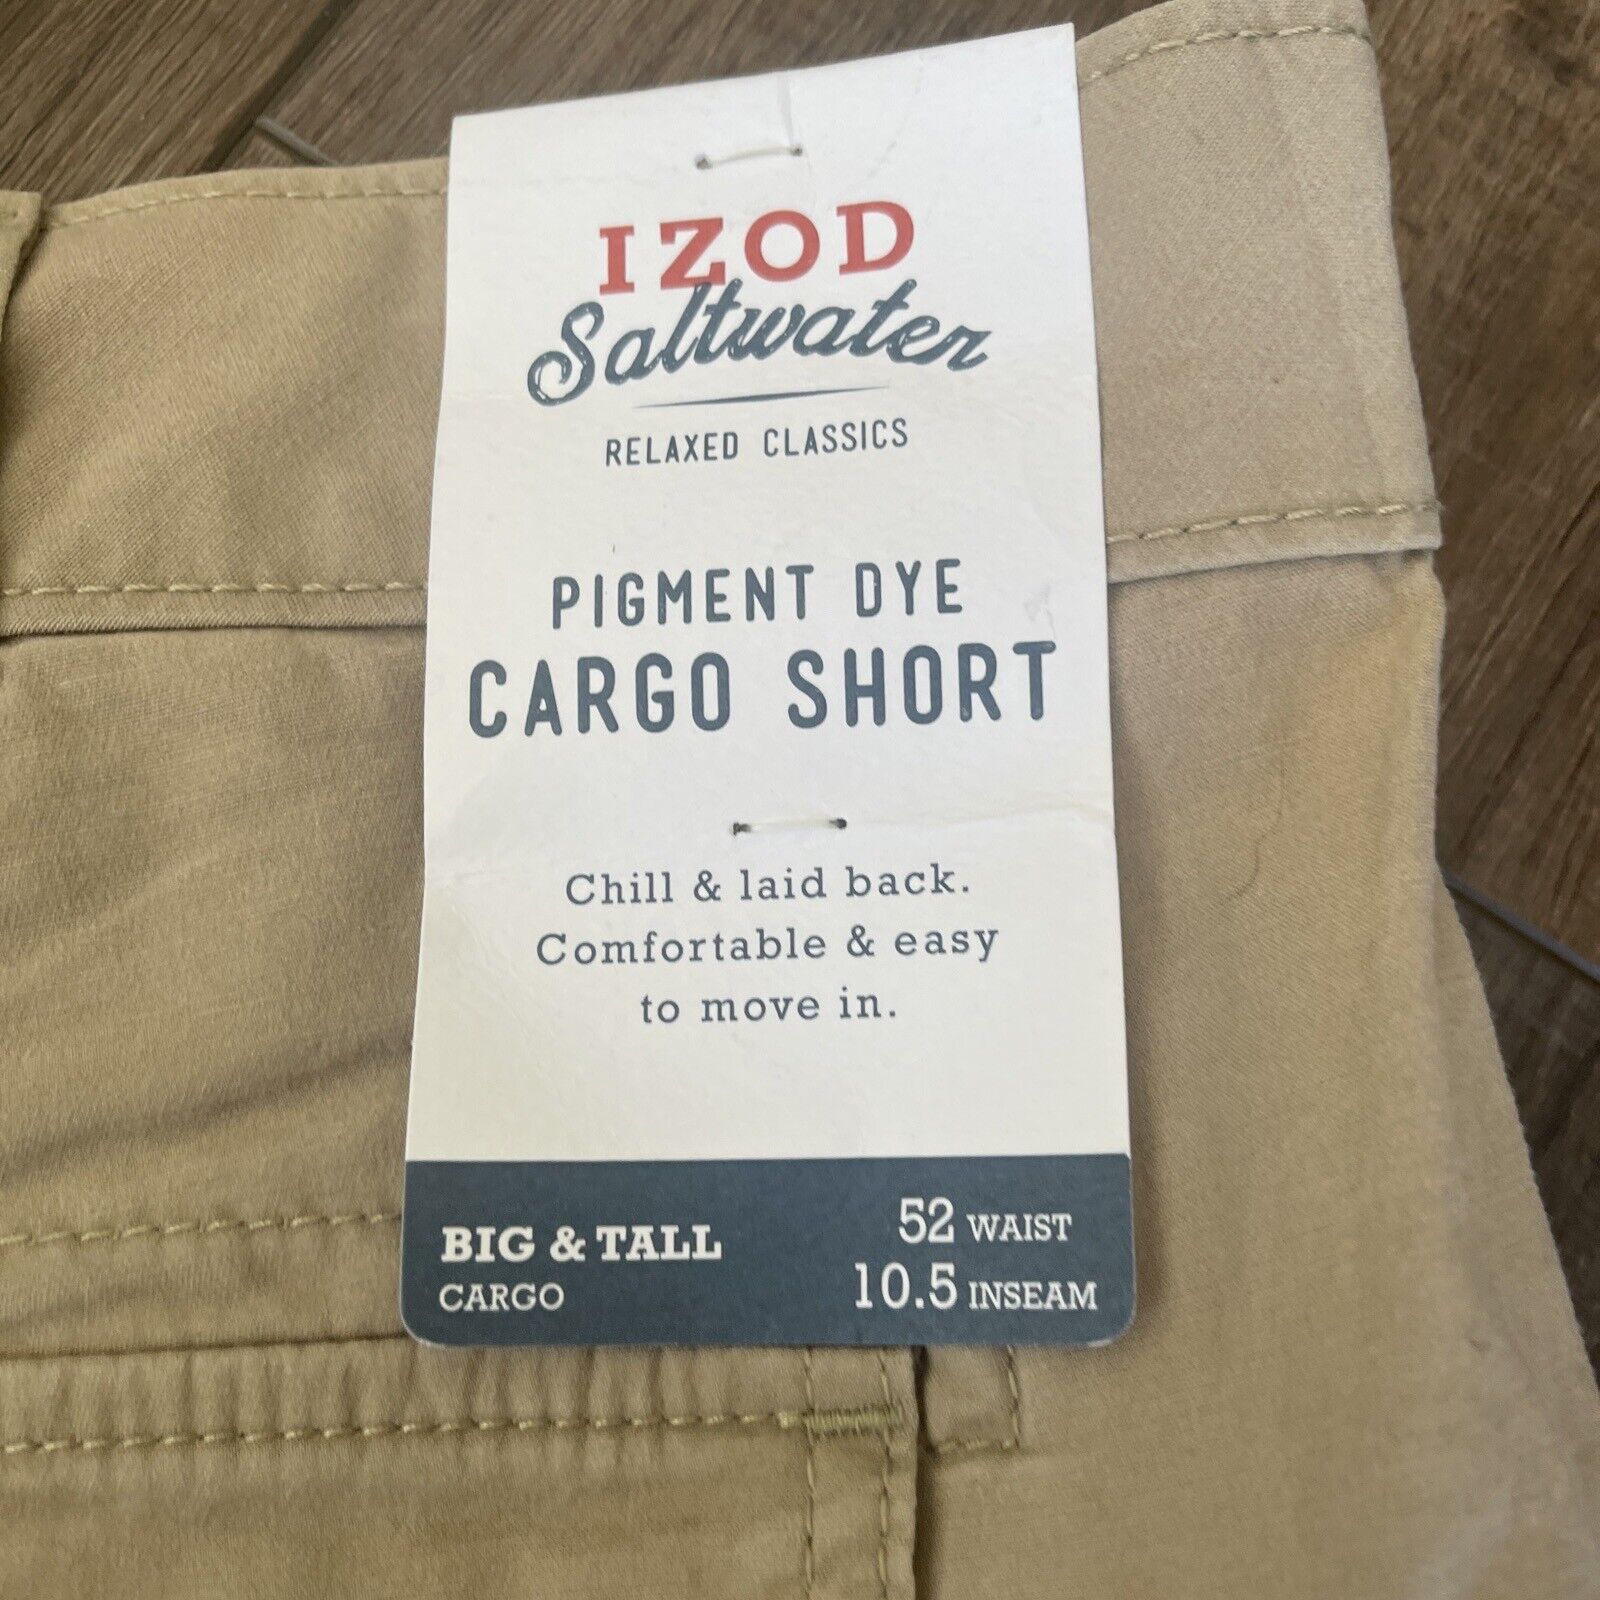 IZOD
Saltwater
RELAXED CLASSICS
PIGMENT DYE
CARGO SHORT
Chill & laid back.
Comfortable & easy
to move in.
BIG & TALL
CARGO
52 WAIST
10.5 INSEAM